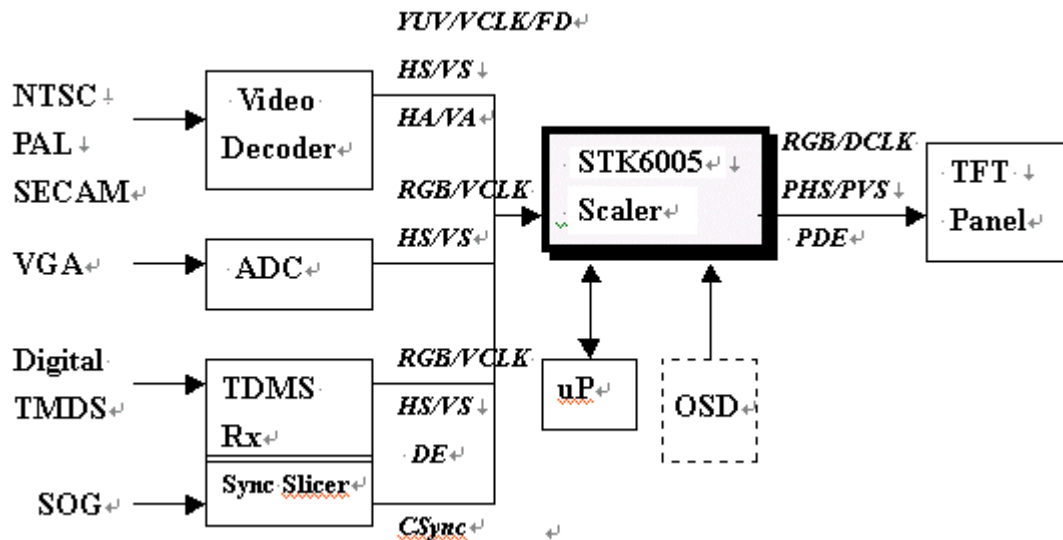 YUV/VCLK/FD
HS/VS
HA/VA
NTSC
PAL
SECAM
Video
Decoder
RGB/VCLK
HS/VS
VGA
ADC
STK6005
Scaler
RGB/DCLK
PHS/PVS
PDE
TFT
Panel
Digital
TMDS
TDMS
Rx
RGB/VCLK
HS/VS
DE
uP
OSD
SOG
Sync Slicer
CSync